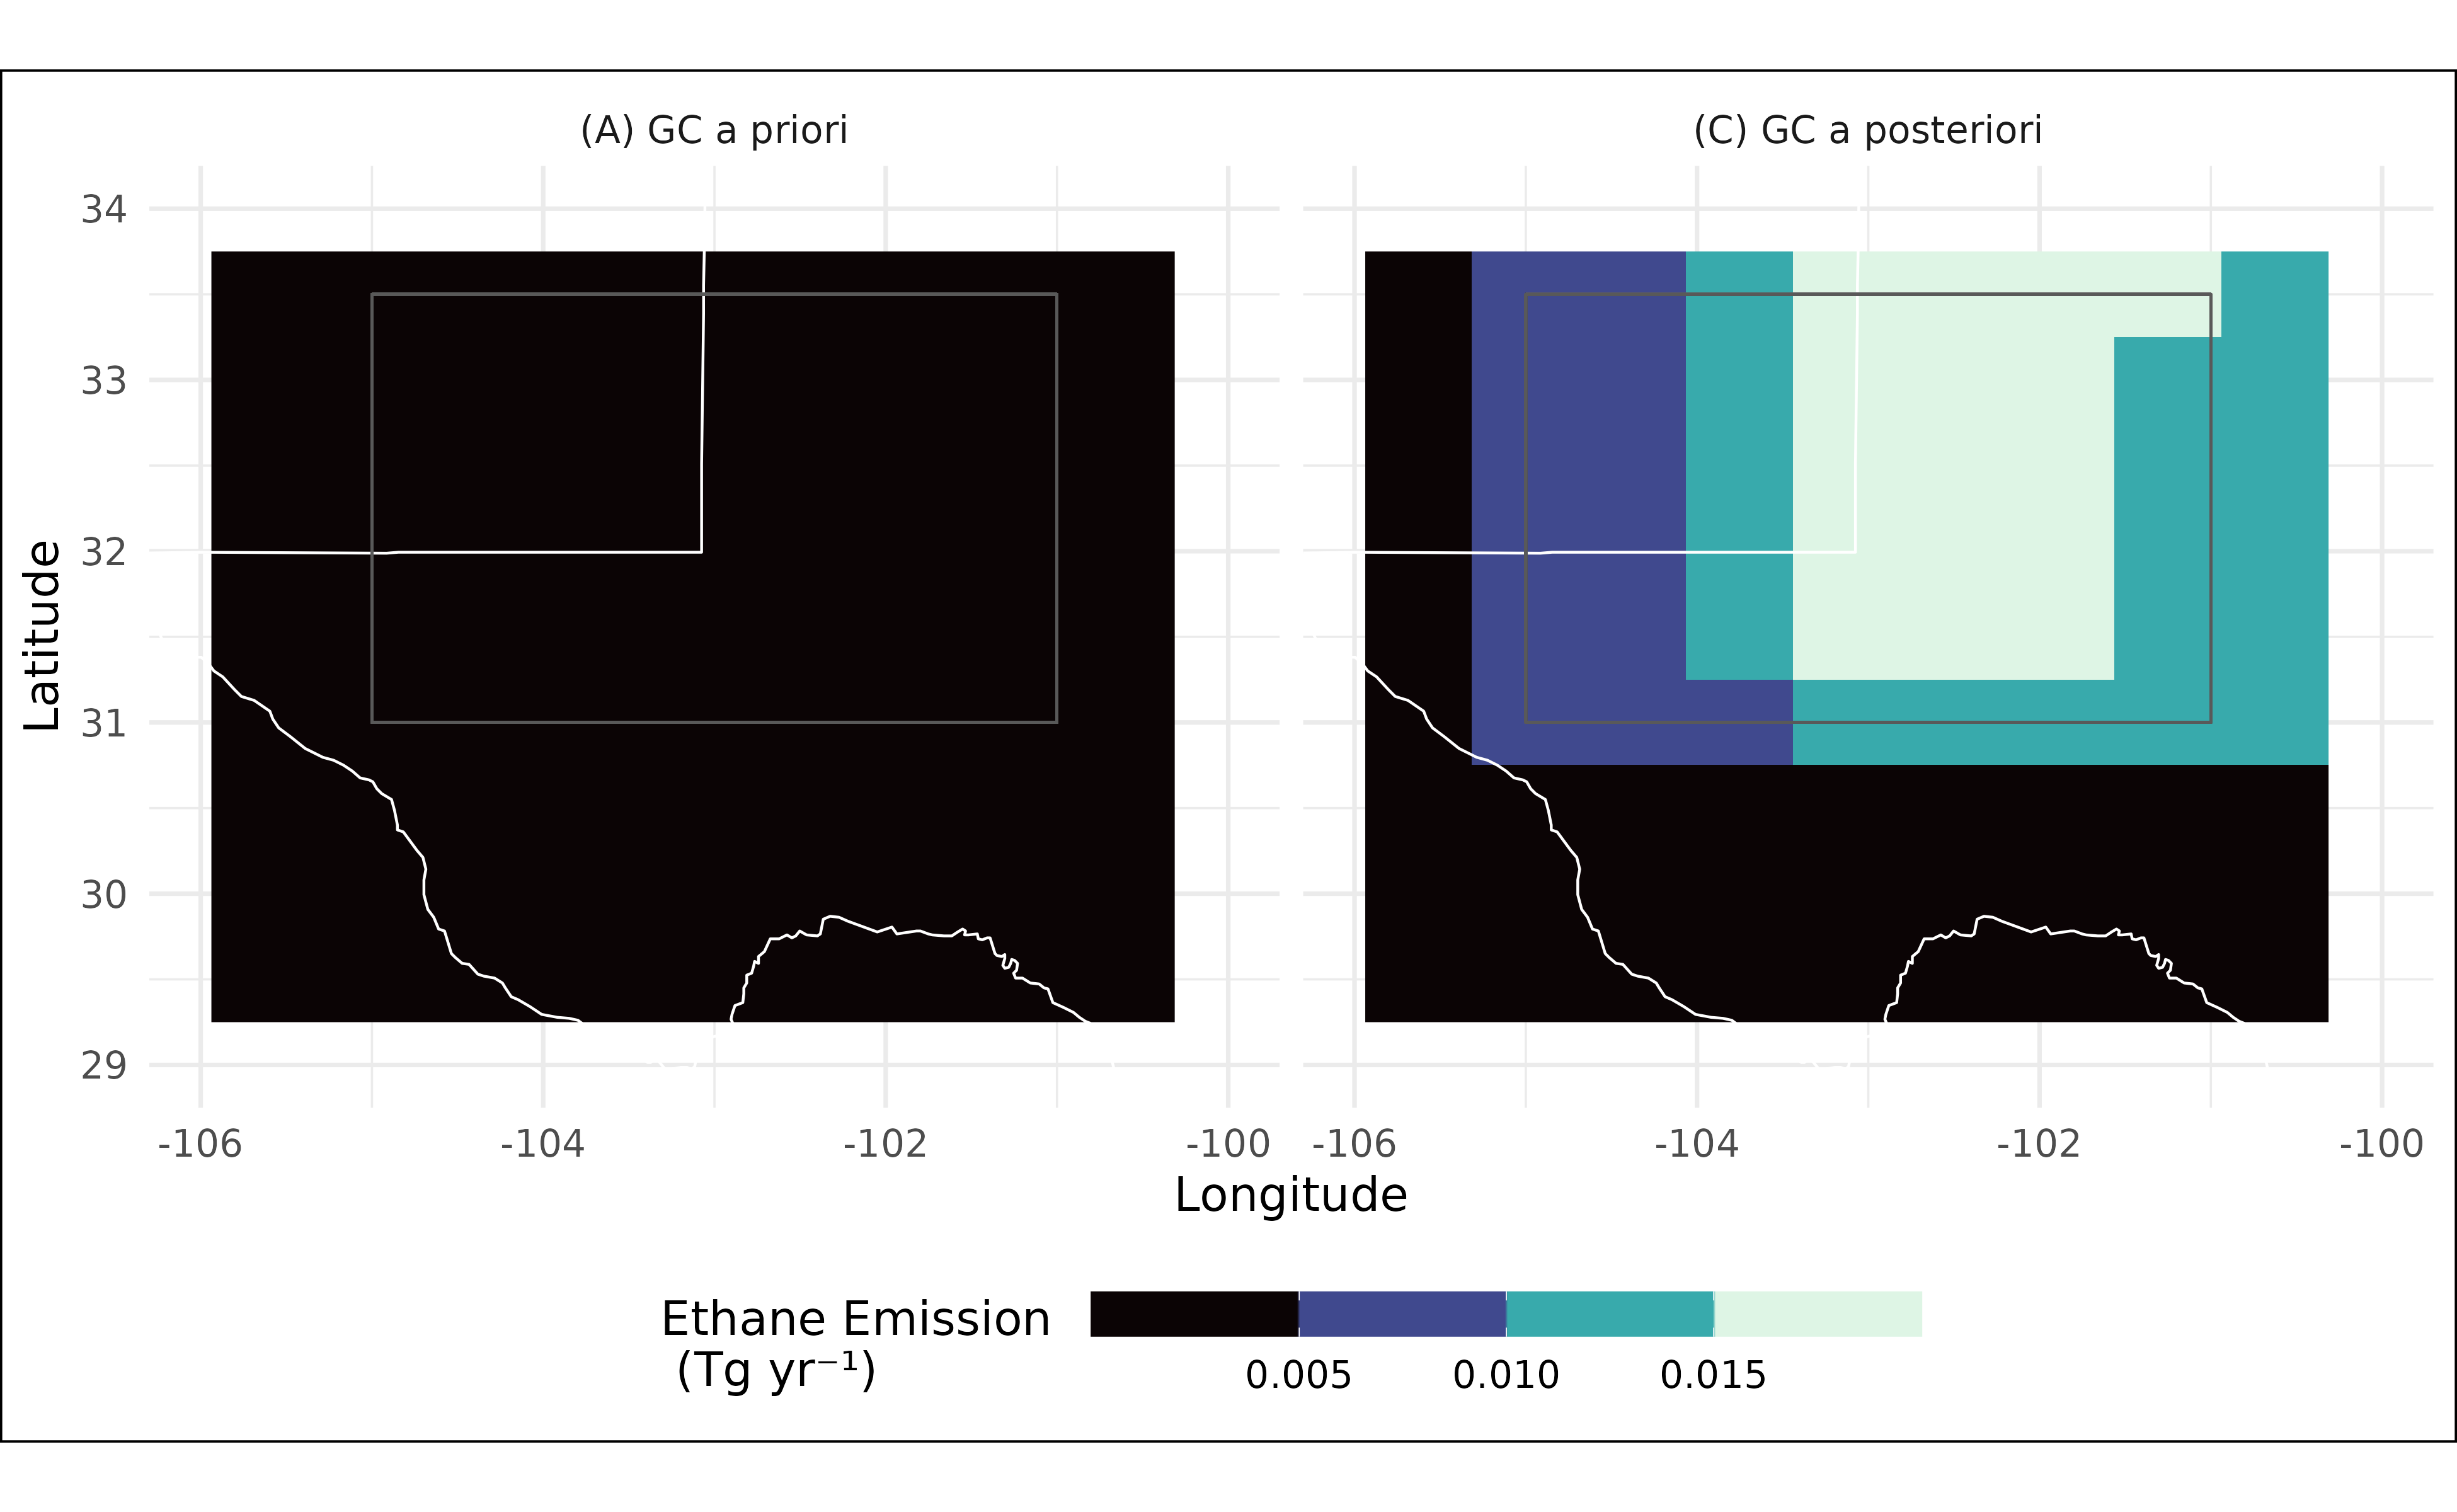 (A) GC a priori
(C) GC a posteriori
34
33
32
31
30
29
Latitude
-106 -104 -102 -100 -106 -104 -102 -100
Longitude
Ethane Emission
(Tg yr⁻¹)
0.005 0.010 0.015